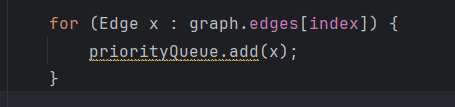 for (Edge x : graph.edges[index]) {
priorityQueue.add(x);
}